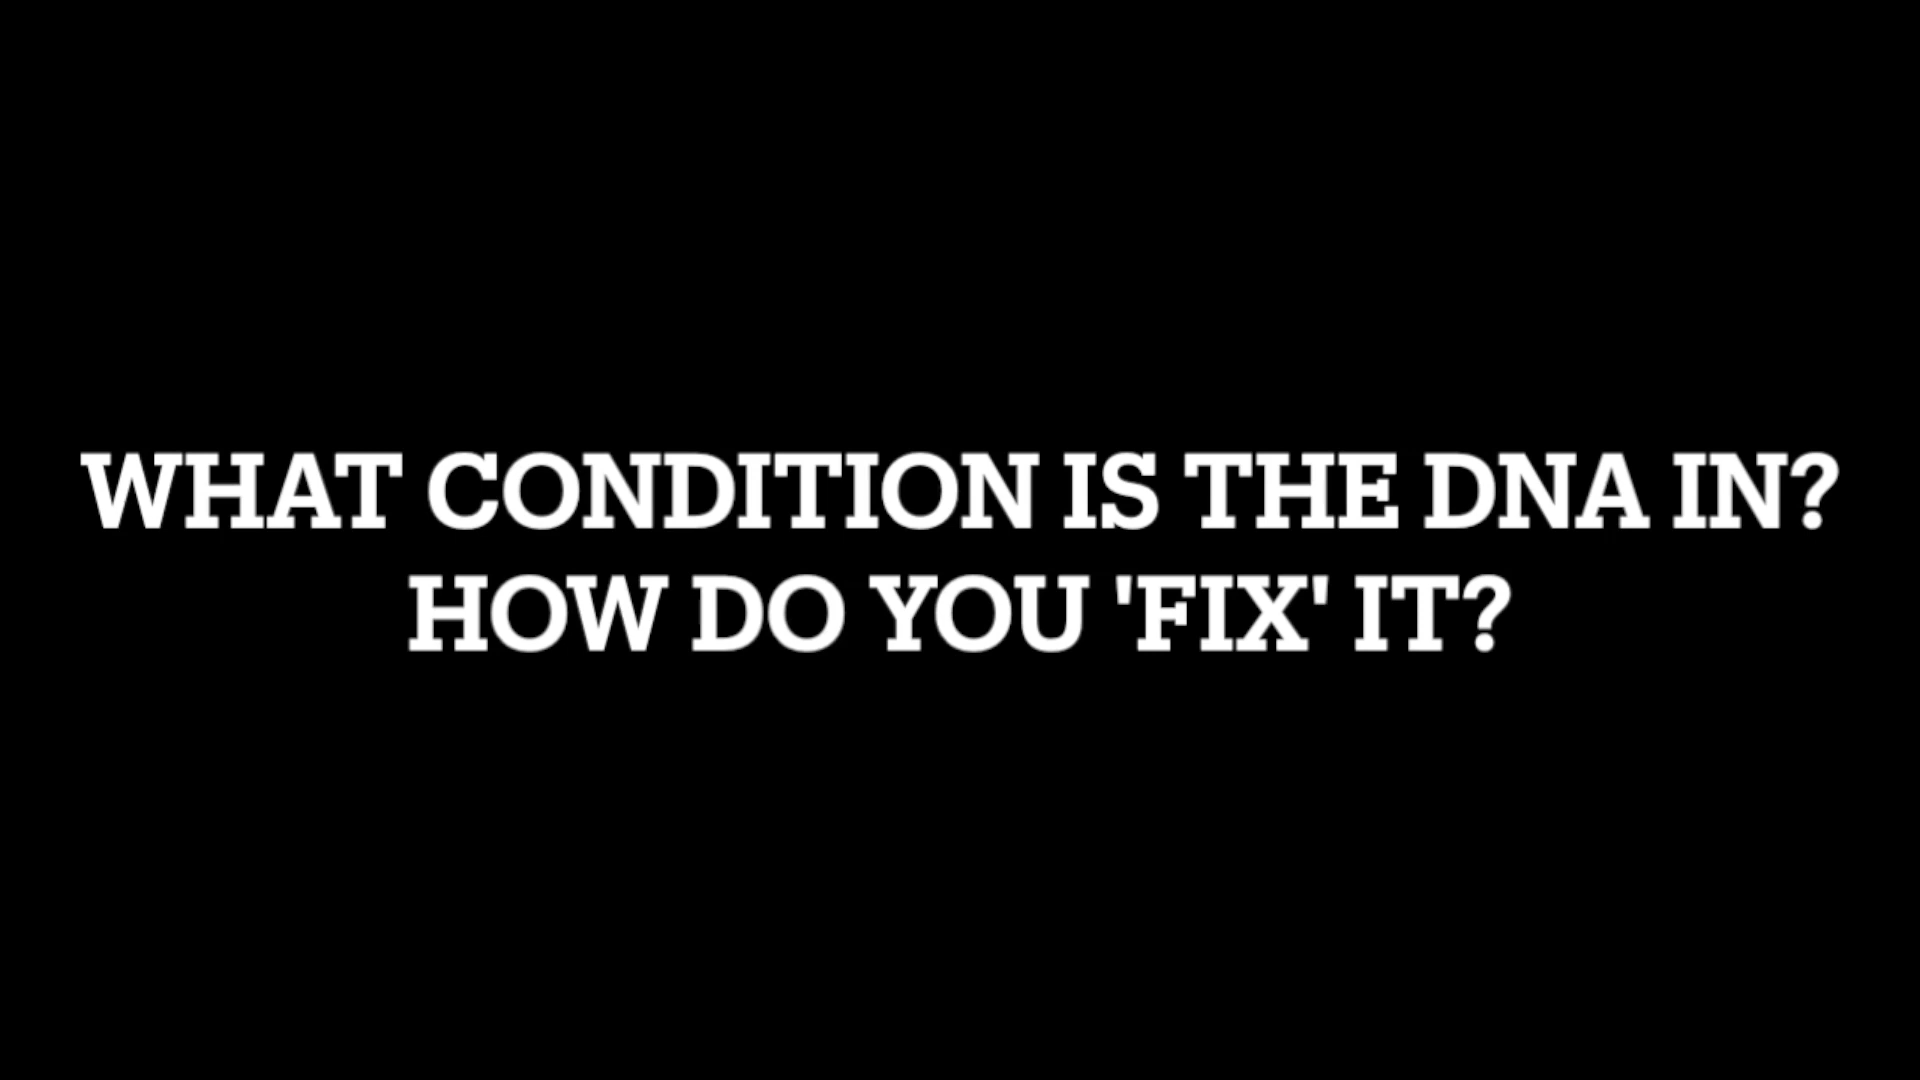 WHAT CONDITION IS THE DNA IN?
HOW DO YOU 'FIX' IT?